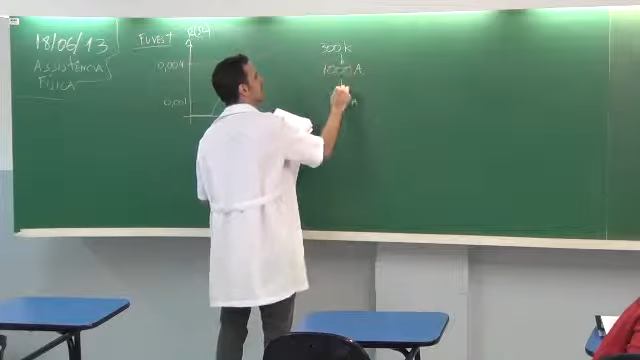 18/06/13
Assistência
Física
Fuvest
R(Ω)
0,004
0,001
300 K
1000 A
A